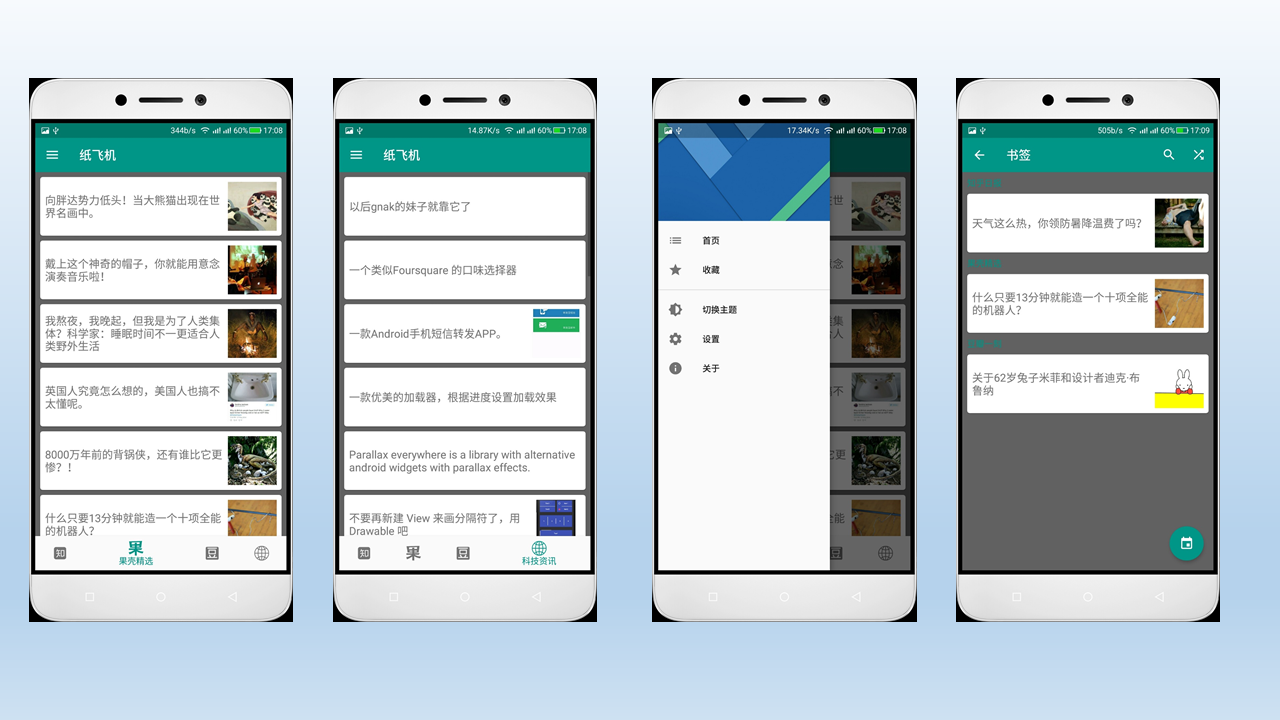 344b/s 60% 17:08
纸飞机
向胖达势力低头！当大熊猫出现在世
界名画中。
戴上这个神奇的帽子，你就能用意念
演奏音乐啦！
我熬夜，我晚起，但我是为了人类集
体？科学家：睡眠时间不一更适合人
类野外生活
英国人究竟怎么想的，美国人也搞不
太懂呢。
8000万年前的背锅侠，还有谁比它更
惨？！
什么只要13分钟就能造一个十项全能
的机器人？
知 果 豆
果壳精选
14.87K/s 60% 17:08
纸飞机
以后gnak的妹子就靠它了
一个类似Foursquare 的口味选择器
一款Android手机短信转发APP。
一款优美的加载器，根据进度设置加载效果
Parallax everywhere is a library with alternative
android widgets with parallax effects.
不要再新建 View 来画分隔符了，用
Drawable 吧
知 果 豆
科技资讯
17.34K/s 60% 17:08
首页
收藏
切换主题
设置
关于
505b/s 60% 17:09
书签
天气这么热，你领防暑降温费了吗？
什么只要13分钟就能造一个十项全能
的机器人？
关于62岁兔子米菲和设计者迪克·布
鲁纳